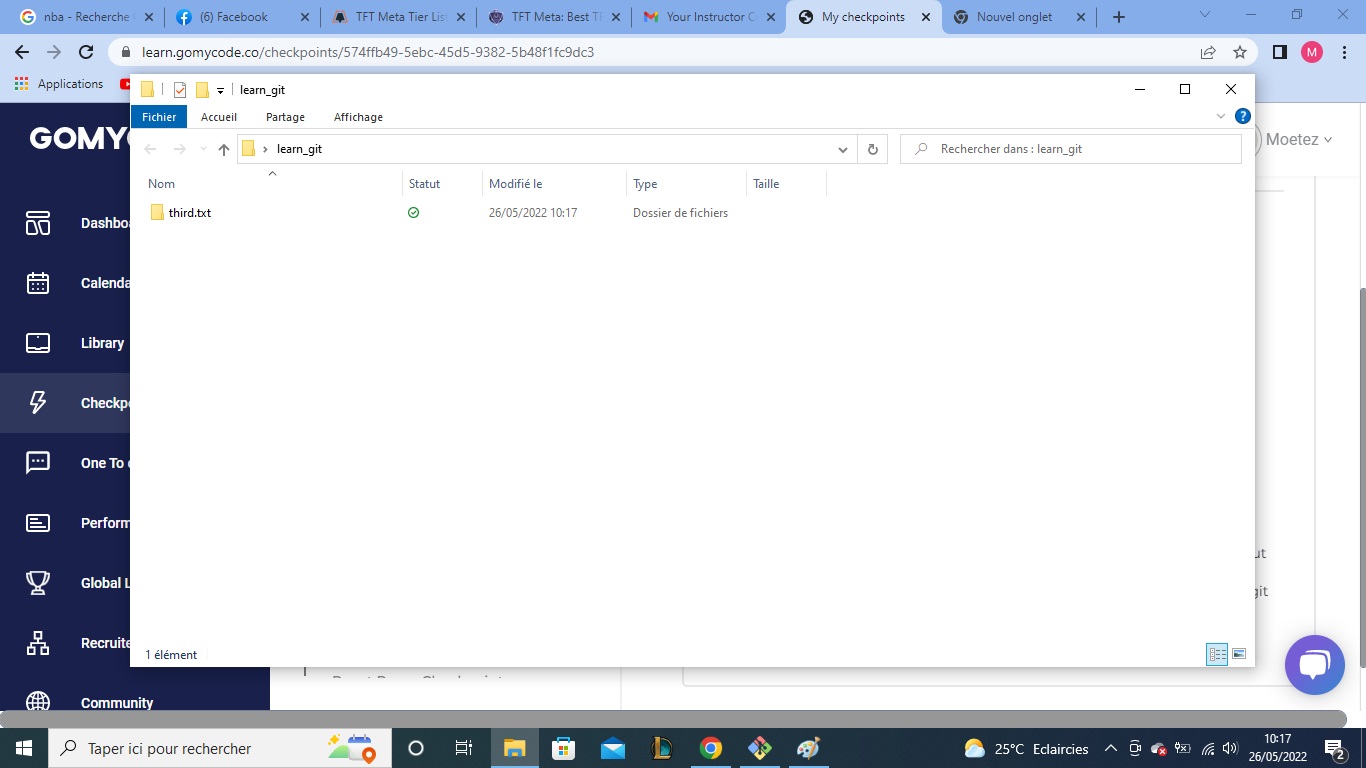 nba - Recherche
(6) Facebook
TFT Meta Tier Lis
TFT Meta: Best T
Your Instructor C
My checkpoints
Nouvel onglet
learn.gomycode.co/checkpoints/574ffb49-5ebc-45d5-9382-5b48f1fc9dc3
M
Applications
learn_git
Fichier
Accueil
Partage
Affichage
?
learn_git
Rechercher dans : learn_git
Nom
Statut
Modifié le
Type
Taille
third.txt
26/05/2022 10:17
Dossier de fichiers
1 élément
GOMYC
Moetez
Dashboa
Calenda
Library
Checkpo
One To
Perform
Global L
Recruite
Community
ut
git
Taper ici pour rechercher
25°C Eclaircies
10:17
26/05/2022
2